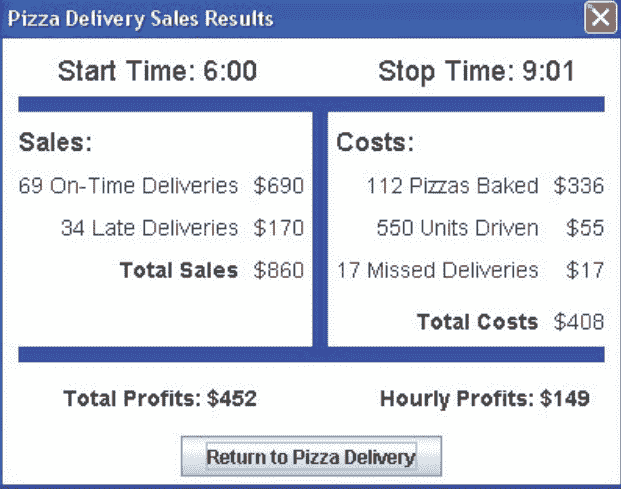 Pizza Delivery Sales Results
Start Time: 6:00
Stop Time: 9:01
Sales:
69 On-Time Deliveries $690
34 Late Deliveries $170
Total Sales $860
Costs:
112 Pizzas Baked $336
550 Units Driven $55
17 Missed Deliveries $17
Total Costs $408
Total Profits: $452
Hourly Profits: $149
Return to Pizza Delivery